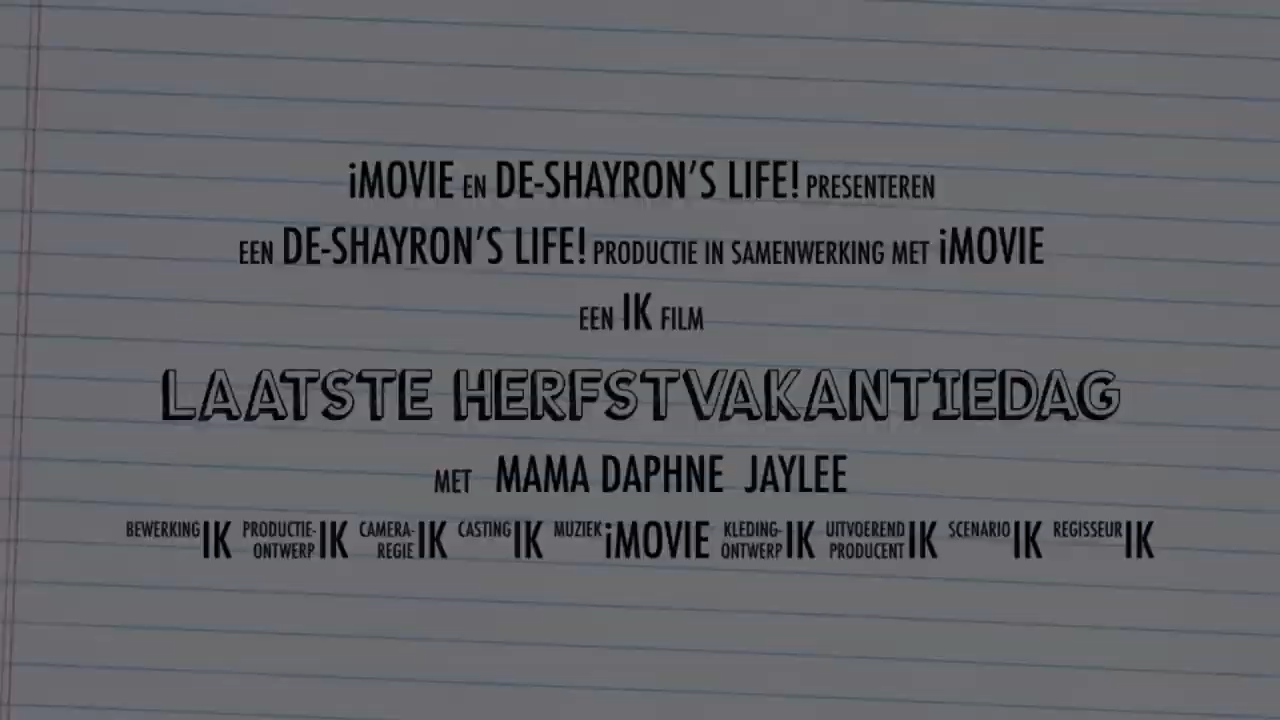 iMOVIE EN DE-SHAYRON'S LIFE! PRESENTEREN
EEN DE-SHAYRON'S LIFE! PRODUCTIE IN SAMENWERKING MET iMOVIE
EEN IK FILM
LAATSTE HERFSTVAKANTIEDAG
MET MAMA DAPHNE JAYLEE
BEWERKING IK PRODUCTIE-ONTWERP IK CAMERA-REGIE IK CASTING IK MUZIEK iMOVIE KLEDING-ONTWERP IK UITVOEREND PRODUCENT IK SCENARIO IK REGISSEUR IK